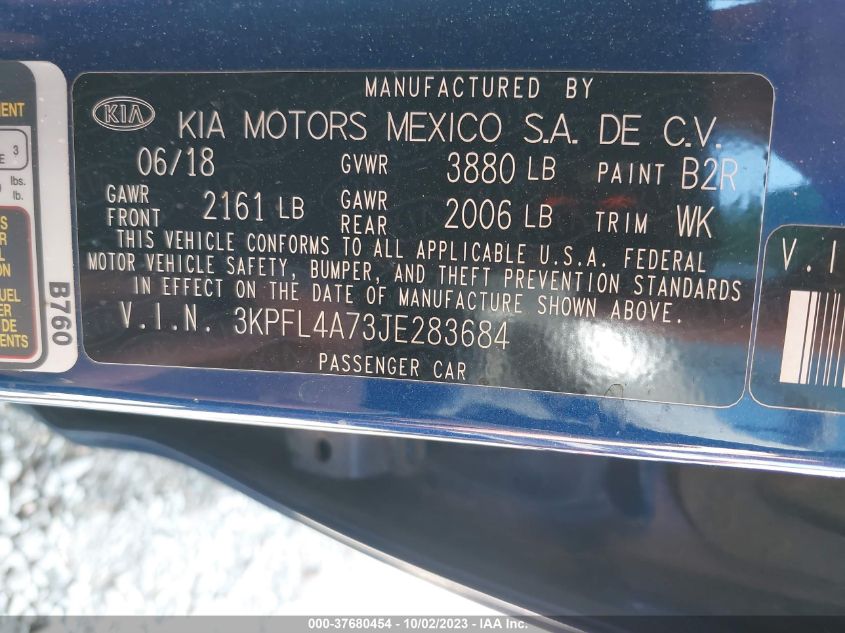 MANUFACTURED BY
KIA KIA MOTORS MEXICO S.A. DE C.V.
06/18 GVWR 3880 LB PAINT B2R
GAWR FRONT 2161 LB GAWR REAR 2006 LB TRIM WK
THIS VEHICLE CONFORMS TO ALL APPLICABLE U.S.A. FEDERAL
MOTOR VEHICLE SAFETY, BUMPER, AND THEFT PREVENTION STANDARDS
IN EFFECT ON THE DATE OF MANUFACTURE SHOWN ABOVE.
V.I.N. 3KPFL4A73JE283684
PASSENGER CAR
B760
3
lbs.
lb.
V.I
000-37680454 - 10/02/2023 - IAA Inc.